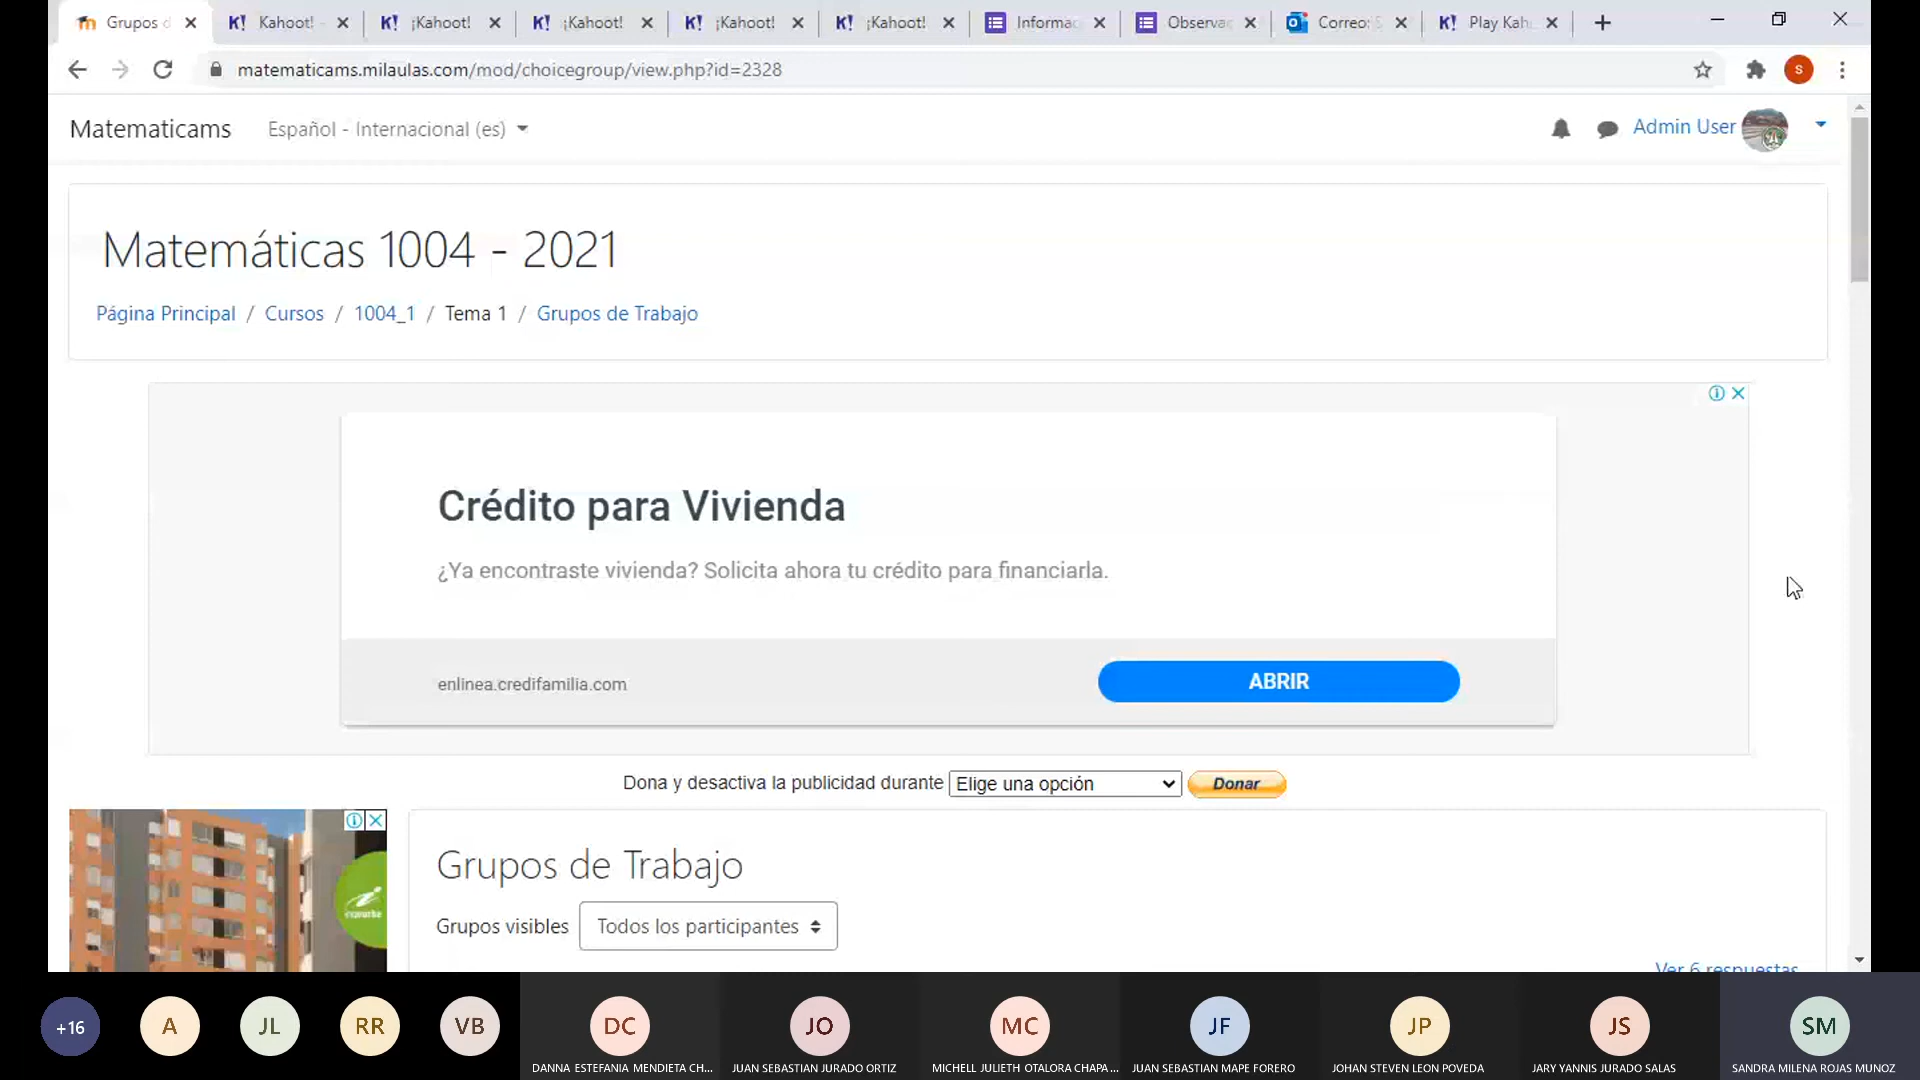 Grupos d
K! Kahoot! -
K! ¡Kahoot!
K! ¡Kahoot!
K! ¡Kahoot!
K! ¡Kahoot!
Informac
Observac
Correo: S
K! Play Kah
matematicams.milaulas.com/mod/choicegroup/view.php?id=2328
S
Matematicams
Español - Internacional (es)
Admin User
Matemáticas 1004 - 2021
Página Principal / Cursos / 1004_1 / Tema 1 / Grupos de Trabajo
Crédito para Vivienda
¿Ya encontraste vivienda? Solicita ahora tu crédito para financiarla.
enlinea.credifamilia.com
ABRIR
Dona y desactiva la publicidad durante
Elige una opción
Donar
Grupos de Trabajo
Grupos visibles
Todos los participantes
Ver 6 respuestas
+16
A
JL
RR
VB
DC
DANNA ESTEFANIA MENDIETA CH...
JO
JUAN SEBASTIAN JURADO ORTIZ
MC
MICHELL JULIETH OTALORA CHAPA...
JF
JUAN SEBASTIAN MAPE FORERO
JP
JOHAN STEVEN LEON POVEDA
JS
JARY YANNIS JURADO SALAS
SM
SANDRA MILENA ROJAS MUNOZ